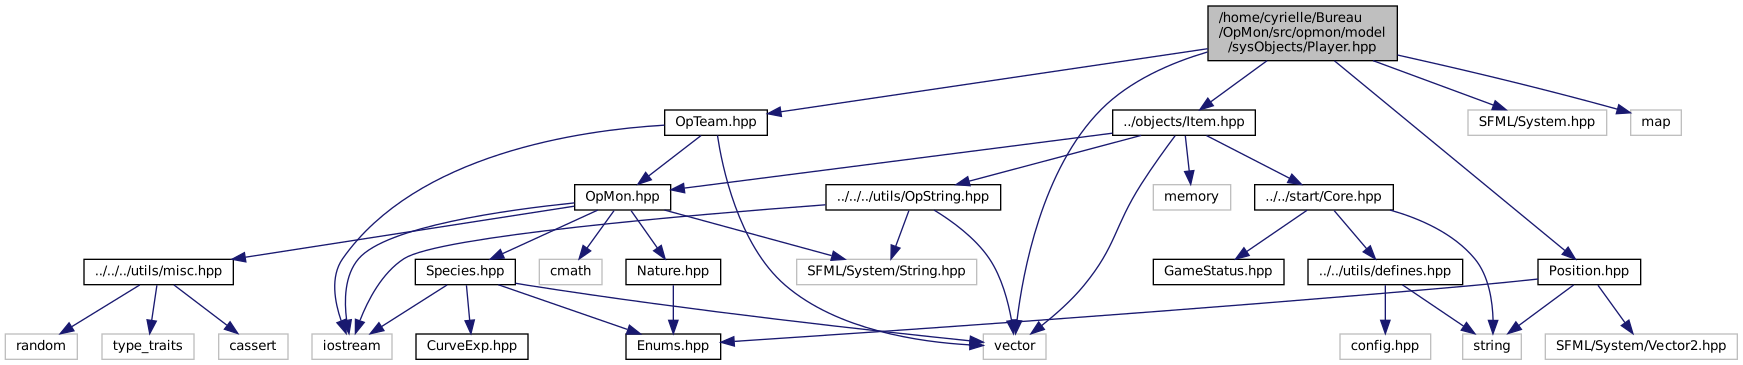 /home/cyrielle/Bureau
/OpMon/src/opmon/model
/sysObjects/Player.hpp
OpTeam.hpp
../objects/Item.hpp
SFML/System.hpp
map
OpMon.hpp
../../../utils/OpString.hpp
memory
../../start/Core.hpp
../../../utils/misc.hpp
Species.hpp
cmath
Nature.hpp
SFML/System/String.hpp
GameStatus.hpp
../../utils/defines.hpp
Position.hpp
random
type_traits
cassert
iostream
CurveExp.hpp
Enums.hpp
vector
config.hpp
string
SFML/System/Vector2.hpp